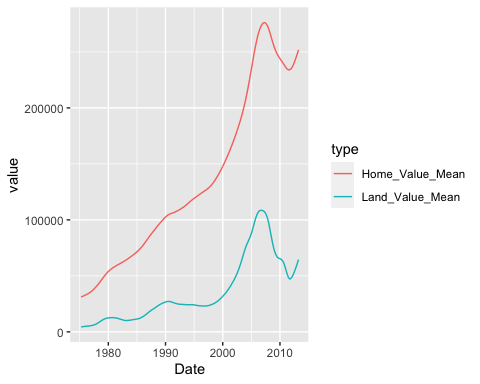 200000
100000
0
value
1980 1990 2000 2010
Date
type
Home_Value_Mean
Land_Value_Mean